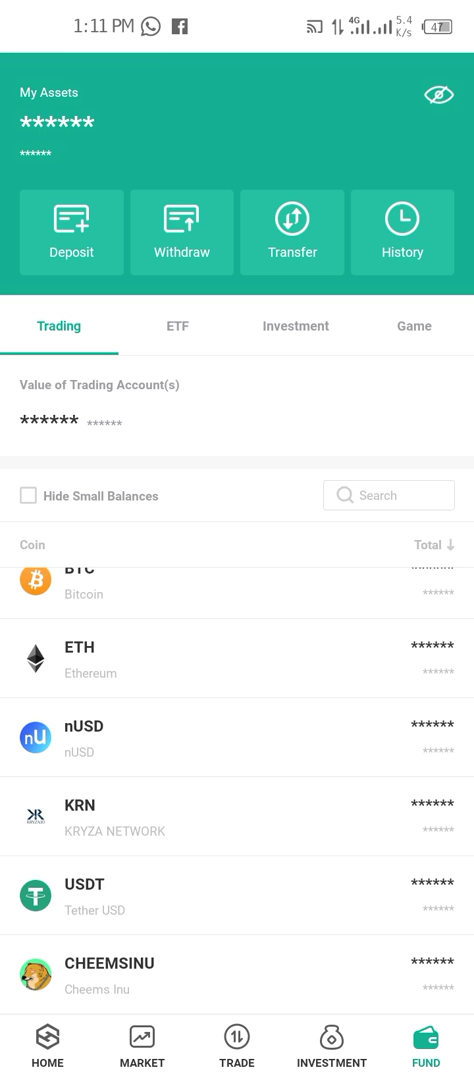 1:11 PM 4G 5.4 K/s 47
My Assets
******
******
Deposit Withdraw Transfer History
Trading ETF Investment Game
Value of Trading Account(s)
****** ******
Hide Small Balances Search
Coin Total
BTC ******
Bitcoin ******
ETH ******
Ethereum ******
nUSD ******
nUSD ******
KRN ******
KRYZA NETWORK ******
USDT ******
Tether USD ******
CHEEMSINU ******
Cheems Inu ******
HOME MARKET TRADE INVESTMENT FUND